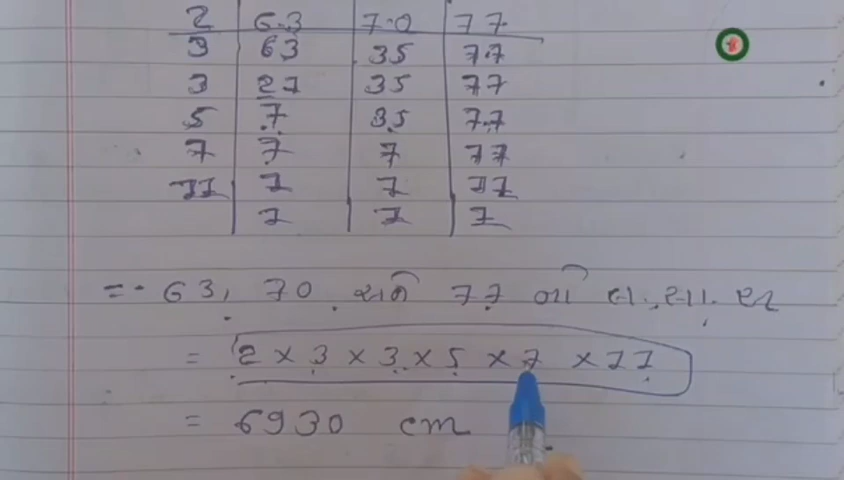 2 63 70 77
3 63 35 77
3 21 35 77
5 7 35 77
7 7 7 77
11 1 1 11
1 1 1
= 63, 70 અને 77 નો લ. સા. અ
= 2 × 3 × 3 × 5 × 7 × 11
= 6930 cm